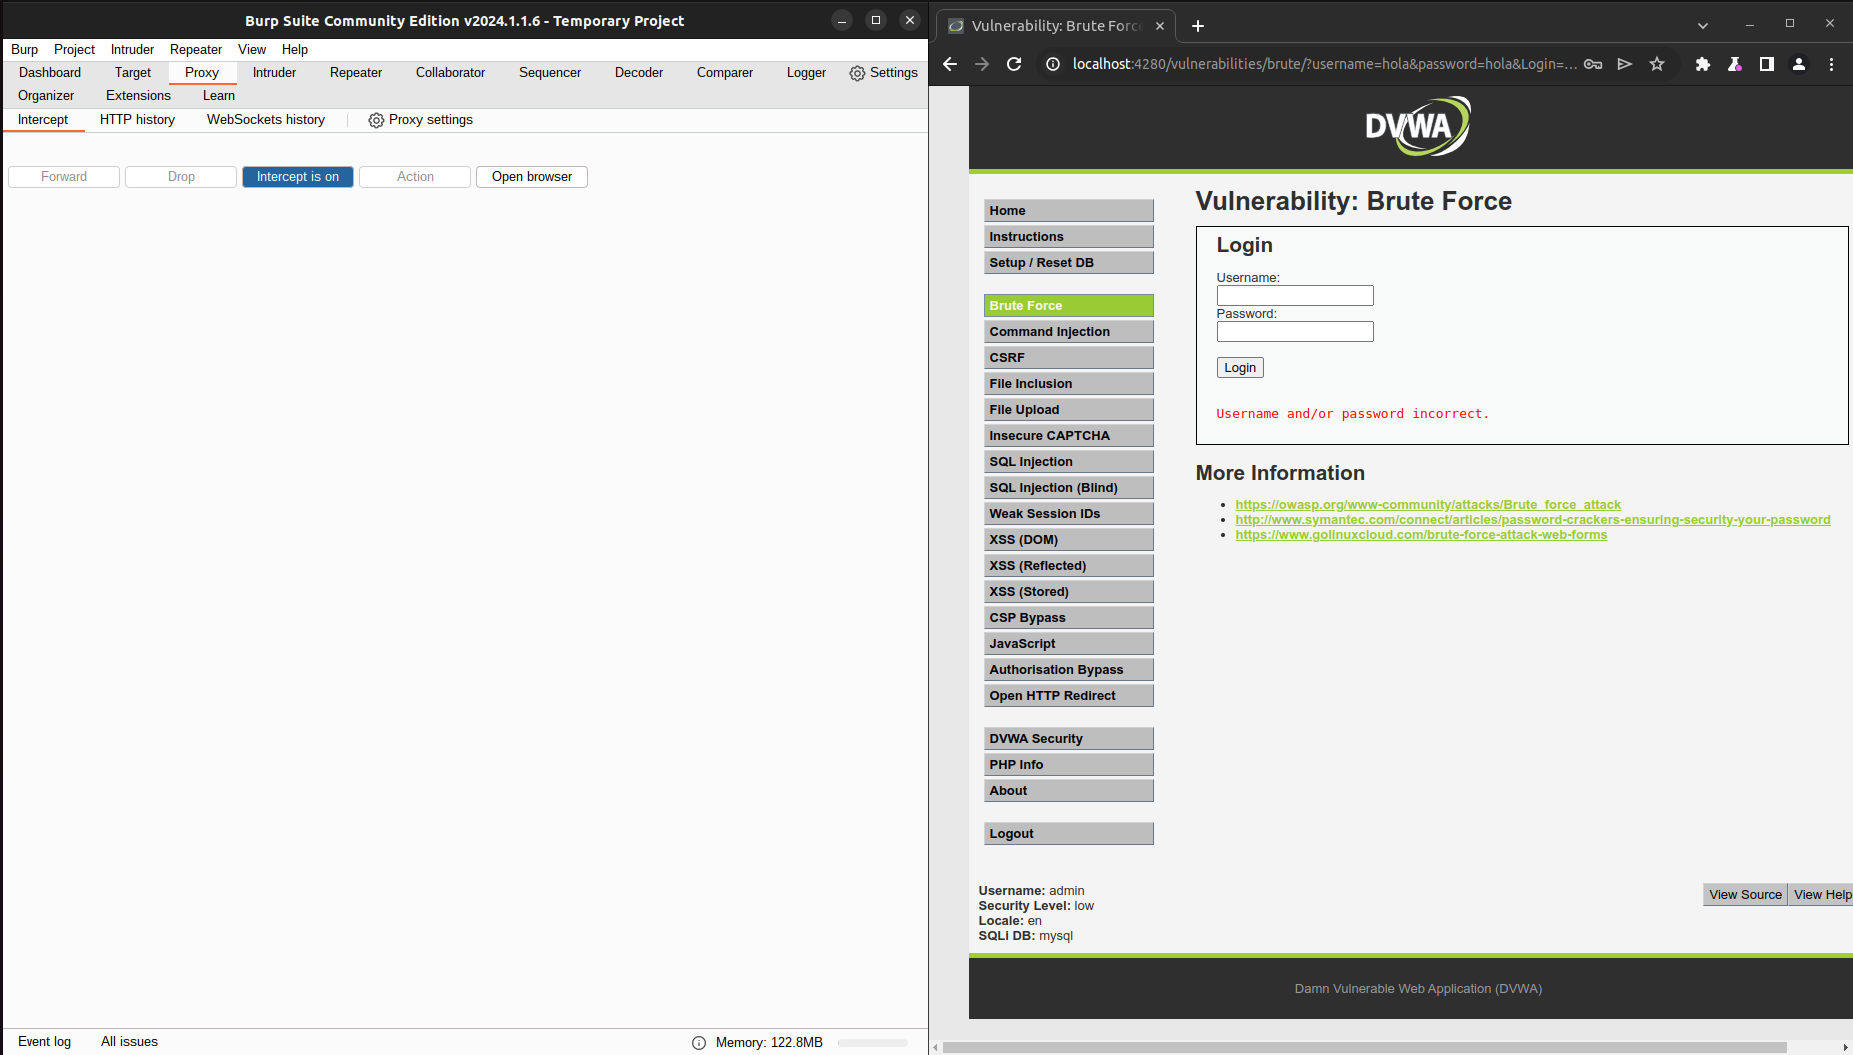 Burp Suite Community Edition v2024.1.1.6 - Temporary Project
Burp Project Intruder Repeater View Help
Dashboard Target Proxy Intruder Repeater Collaborator Sequencer Decoder Comparer Logger Settings
Organizer Extensions Learn
Intercept HTTP history WebSockets history Proxy settings
Forward Drop Intercept is on Action Open browser
Event log All issues Memory: 122.8MB
Vulnerability: Brute Forc
localhost:4280/vulnerabilities/brute/?username=hola&password=hola&Login=...
DVWA
Home
Instructions
Setup / Reset DB
Brute Force
Command Injection
CSRF
File Inclusion
File Upload
Insecure CAPTCHA
SQL Injection
SQL Injection (Blind)
Weak Session IDs
XSS (DOM)
XSS (Reflected)
XSS (Stored)
CSP Bypass
JavaScript
Authorisation Bypass
Open HTTP Redirect
DVWA Security
PHP Info
About
Logout
Vulnerability: Brute Force
Login
Username:
Password:
Login
Username and/or password incorrect.
More Information
https://owasp.org/www-community/attacks/Brute_force_attack
http://www.symantec.com/connect/articles/password-crackers-ensuring-security-your-password
https://www.golinuxcloud.com/brute-force-attack-web-forms
Username: admin
Security Level: low
Locale: en
SQLi DB: mysql
View Source View Help
Damn Vulnerable Web Application (DVWA)